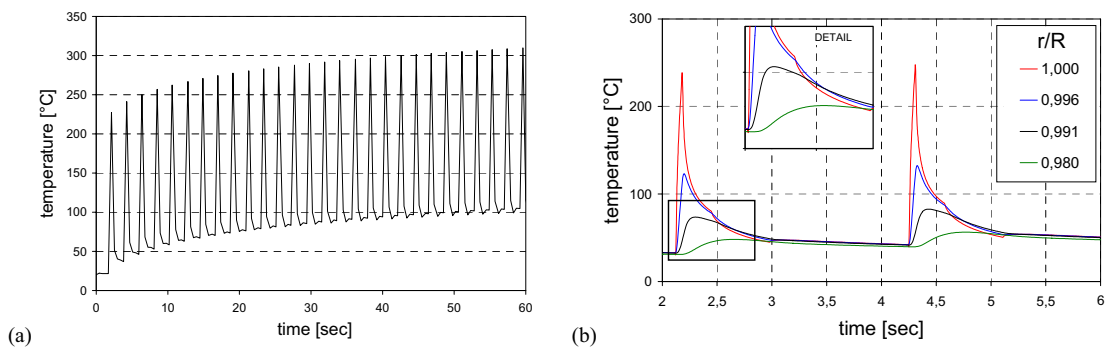 350
300
250
200
150
100
50
0
temperature [°C]
0 10 20 30 40 50 60
time [sec]
(a)
300
200
100
0
temperature [°C]
DETAIL
r/R
1,000
0,996
0,991
0,980
2 2,5 3 3,5 4 4,5 5 5,5 6
time [sec]
(b)